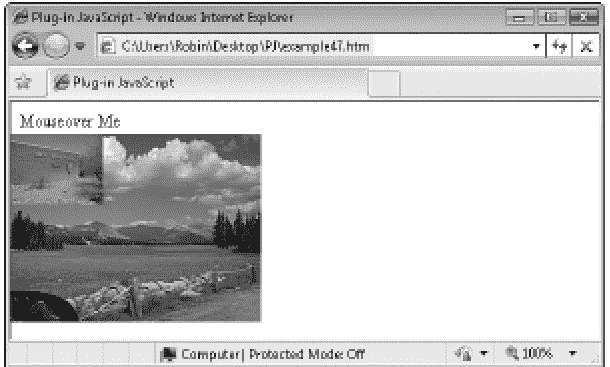 Plug-in JavaScript - Windows Internet Explorer
C:\Users\Robin\Desktop\PJ\example47.htm
Plug-in JavaScript
Mouseover Me
Computer | Protected Mode: Off
100%